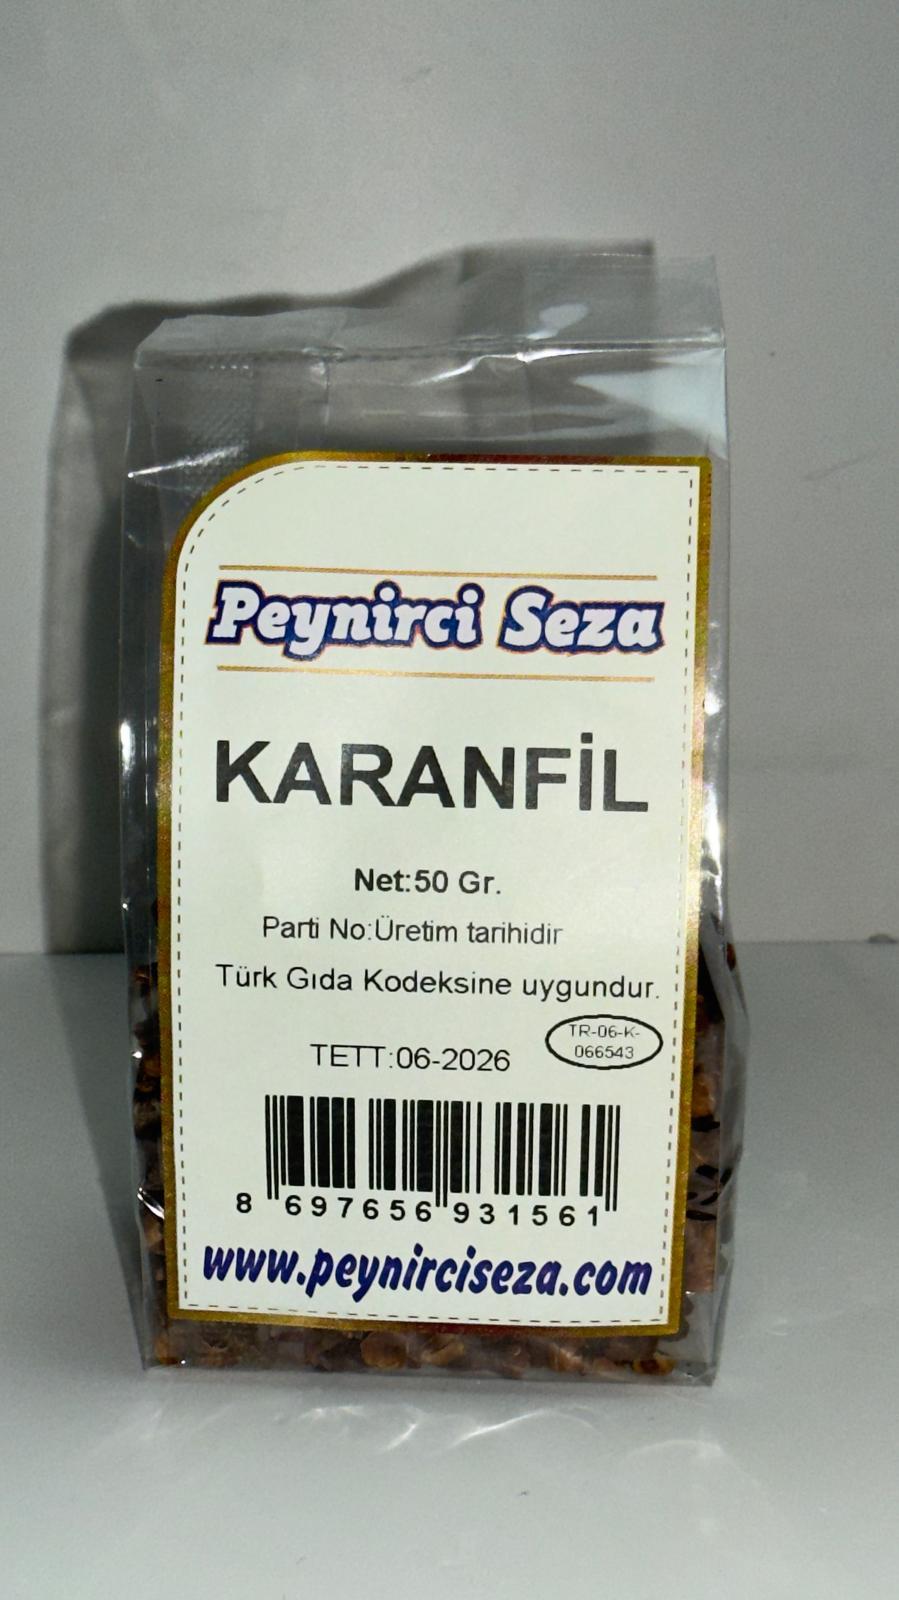 Peynirci Seza
KARANFİL
Net:50 Gr.
Parti No:Üretim tarihidir
Türk Gıda Kodeksine uygundur.
TR-06-K-
066543
TETT:06-2026
8 697656 931561
www.peynirciseza.com